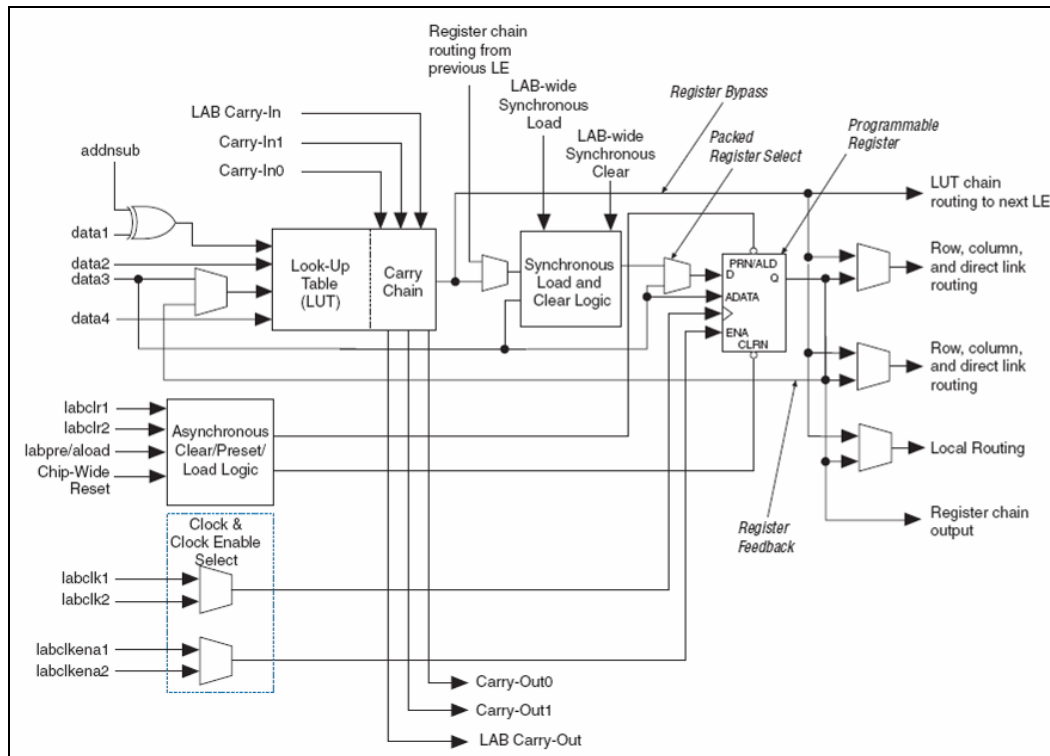 Register chain
routing from
previous LE
LAB-wide
Synchronous
Load
LAB-wide
Synchronous
Clear
Register Bypass
Packed
Register Select
Programmable
Register
LAB Carry-In
Carry-In1
Carry-In0
addnsub
data1
data2
data3
data4
Look-Up
Table
(LUT)
Carry
Chain
Synchronous
Load and
Clear Logic
PRN/ALD
D
Q
ADATA
ENA
CLRN
LUT chain
routing to next LE
Row, column,
and direct link
routing
Row, column,
and direct link
routing
Local Routing
Register chain
output
Register
Feedback
labclr1
labclr2
labpre/aload
Chip-Wide
Reset
Asynchronous
Clear/Preset/
Load Logic
Clock &
Clock Enable
Select
labclk1
labclk2
labclkena1
labclkena2
Carry-Out0
Carry-Out1
LAB Carry-Out